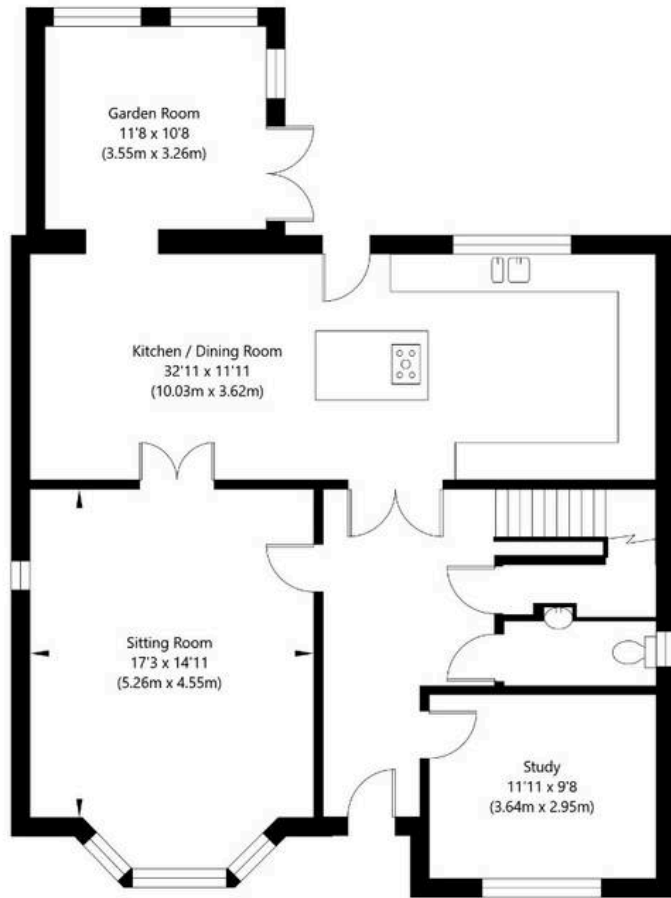 Garden Room
11'8 x 10'8
(3.55m x 3.26m)
Kitchen / Dining Room
32'11 x 11'11
(10.03m x 3.62m)
Sitting Room
17'3 x 14'11
(5.26m x 4.55m)
Study
11'11 x 9'8
(3.64m x 2.95m)